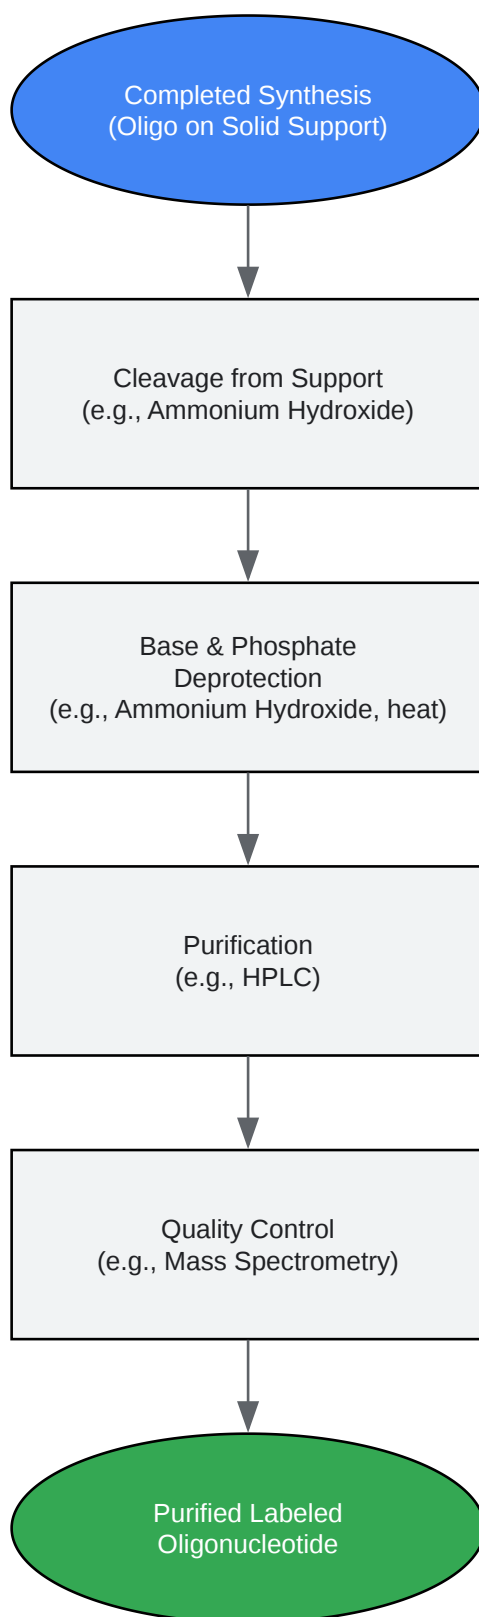 Completed Synthesis
(Oligo on Solid Support)
Cleavage from Support
(e.g., Ammonium Hydroxide)
Base & Phosphate
Deprotection
(e.g., Ammonium Hydroxide, heat)
Purification
(e.g., HPLC)
Quality Control
(e.g., Mass Spectrometry)
Purified Labeled
Oligonucleotide